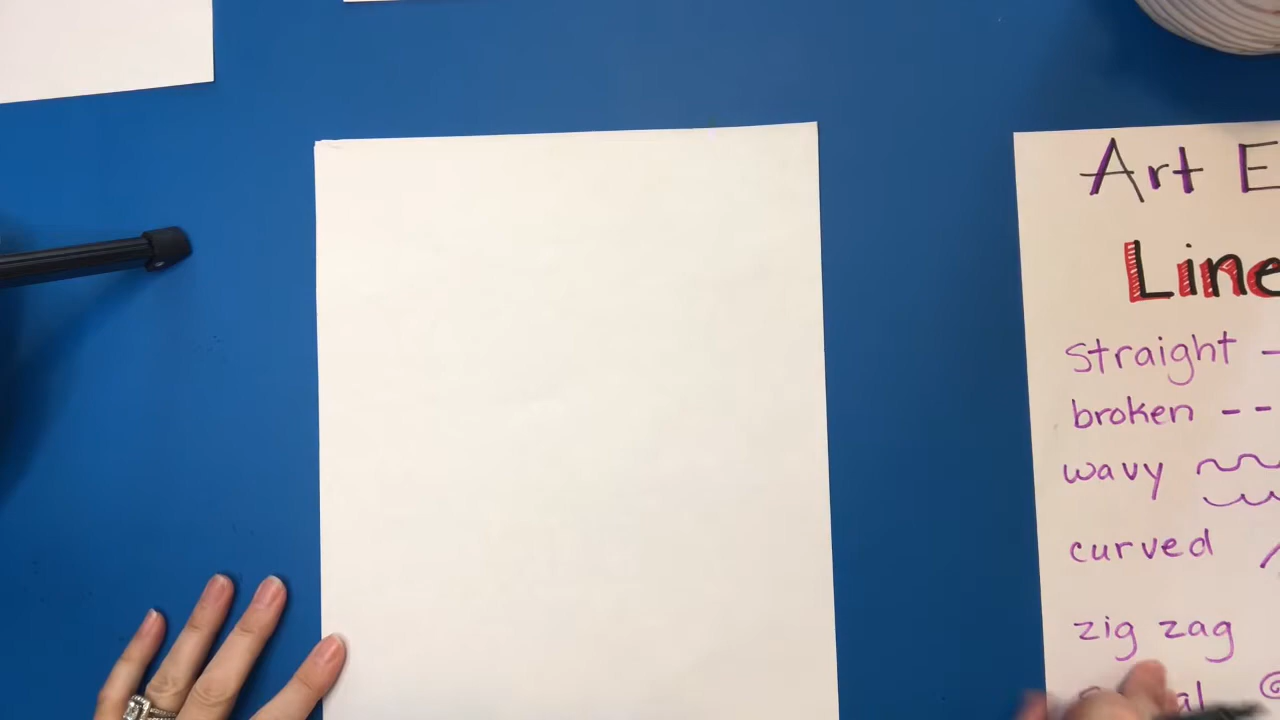 Art E
Line
Straight
broken
wavy
curved
zig zag